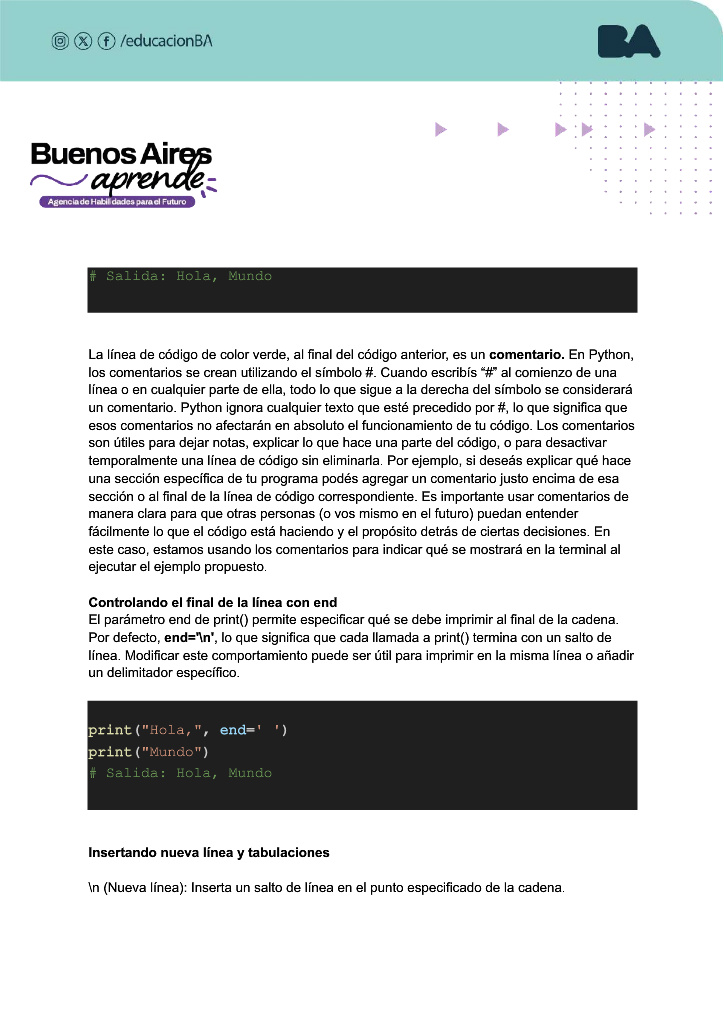 /educacionBA
BA
Buenos Aires
aprende
Agencia de Habilidades para el Futuro
# Salida: Hola, Mundo
La línea de código de color verde, al final del código anterior, es un comentario. En Python,
los comentarios se crean utilizando el símbolo #. Cuando escribís “#” al comienzo de una
línea o en cualquier parte de ella, todo lo que sigue a la derecha del símbolo se considerará
un comentario. Python ignora cualquier texto que esté precedido por #, lo que significa que
esos comentarios no afectarán en absoluto el funcionamiento de tu código. Los comentarios
son útiles para dejar notas, explicar lo que hace una parte del código, o para desactivar
temporalmente una línea de código sin eliminarla. Por ejemplo, si deseás explicar qué hace
una sección específica de tu programa podés agregar un comentario justo encima de esa
sección o al final de la línea de código correspondiente. Es importante usar comentarios de
manera clara para que otras personas (o vos mismo en el futuro) puedan entender
fácilmente lo que el código está haciendo y el propósito detrás de ciertas decisiones. En
este caso, estamos usando los comentarios para indicar qué se mostrará en la terminal al
ejecutar el ejemplo propuesto.
Controlando el final de la línea con end
El parámetro end de print() permite especificar qué se debe imprimir al final de la cadena.
Por defecto, end='\n', lo que significa que cada llamada a print() termina con un salto de
línea. Modificar este comportamiento puede ser útil para imprimir en la misma línea o añadir
un delimitador específico.
print("Hola,", end=' ')
print("Mundo")
# Salida: Hola, Mundo
Insertando nueva línea y tabulaciones
\n (Nueva línea): Inserta un salto de línea en el punto especificado de la cadena.